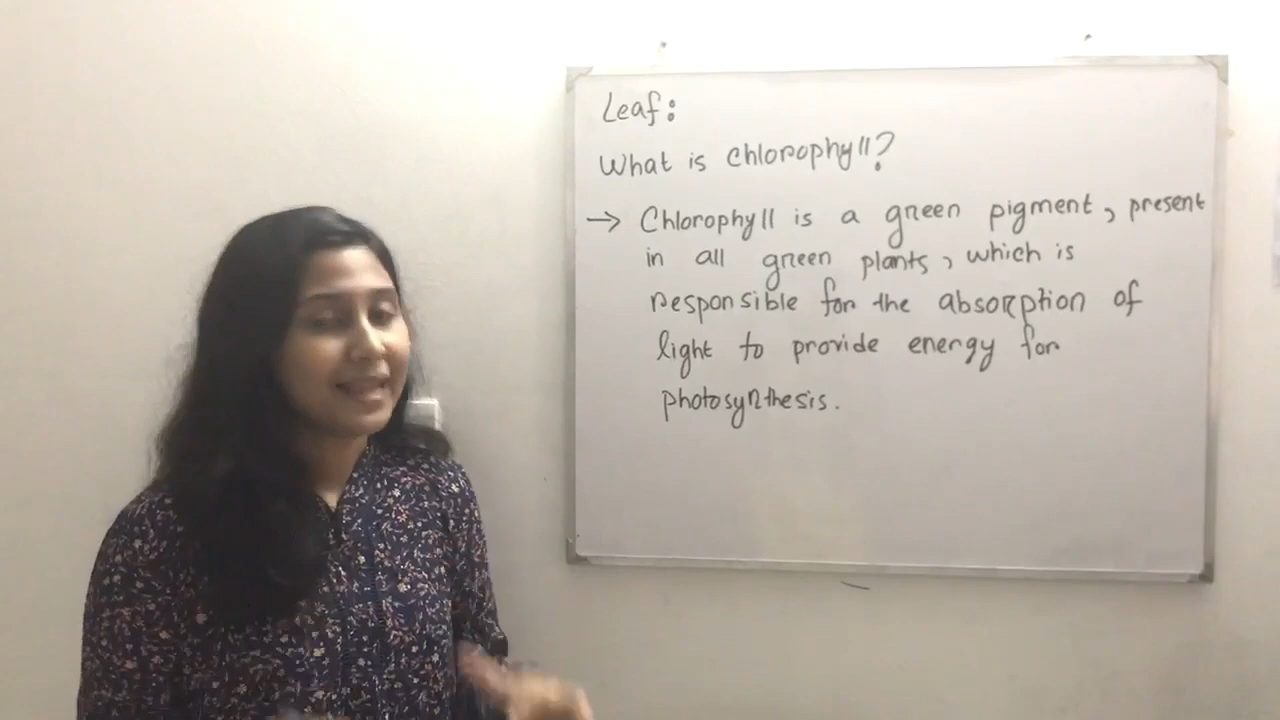 Leaf:
What is Chlorophyll?
→ Chlorophyll is a green pigment, present
in all green plants, which is
responsible for the absorption of
light to provide energy for
photosynthesis.